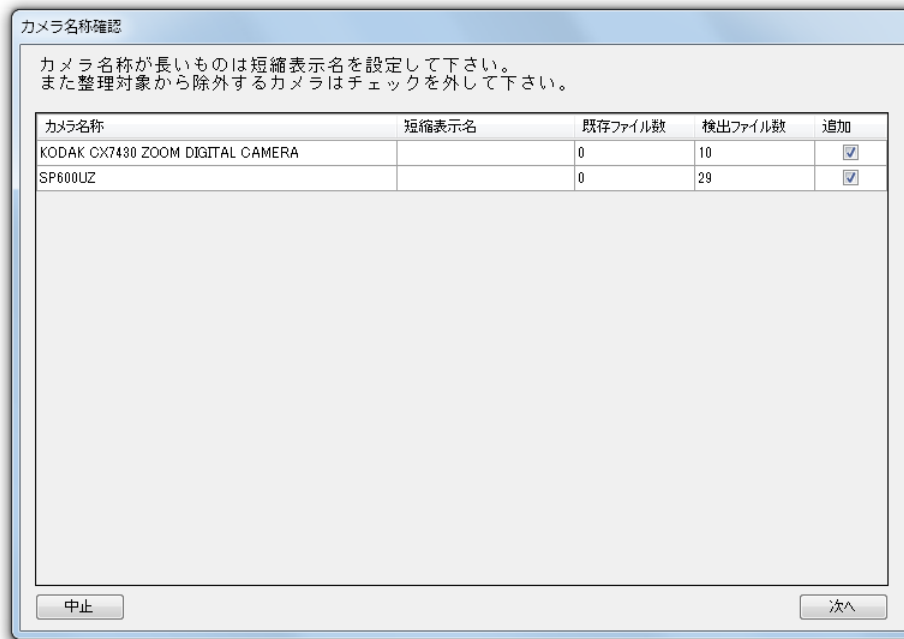 カメラ名称確認
カメラ名称が長いものは短縮表示名を設定して下さい。
また整理対象から除外するカメラはチェックを外して下さい。
カメラ名称 短縮表示名 既存ファイル数 検出ファイル数 追加
KODAK CX7430 ZOOM DIGITAL CAMERA 0 10
SP600UZ 0 29
中止 次へ